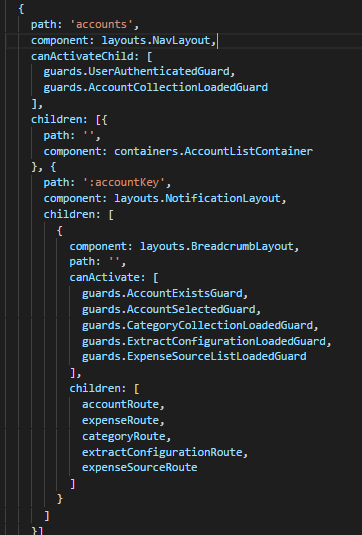 {
path: 'accounts',
component: layouts.NavLayout,
canActivateChild: [
guards.UserAuthenticatedGuard,
guards.AccountCollectionLoadedGuard
],
children: [{
path: '',
component: containers.AccountListContainer
}, {
path: ':accountKey',
component: layouts.NotificationLayout,
children: [
{
component: layouts.BreadcrumbLayout,
path: '',
canActivate: [
guards.AccountExistsGuard,
guards.AccountSelectedGuard,
guards.CategoryCollectionLoadedGuard,
guards.ExtractConfigurationLoadedGuard,
guards.ExpenseSourceListLoadedGuard
],
children: [
accountRoute,
expenseRoute,
categoryRoute,
extractConfigurationRoute,
expenseSourceRoute
]
}
]
}]